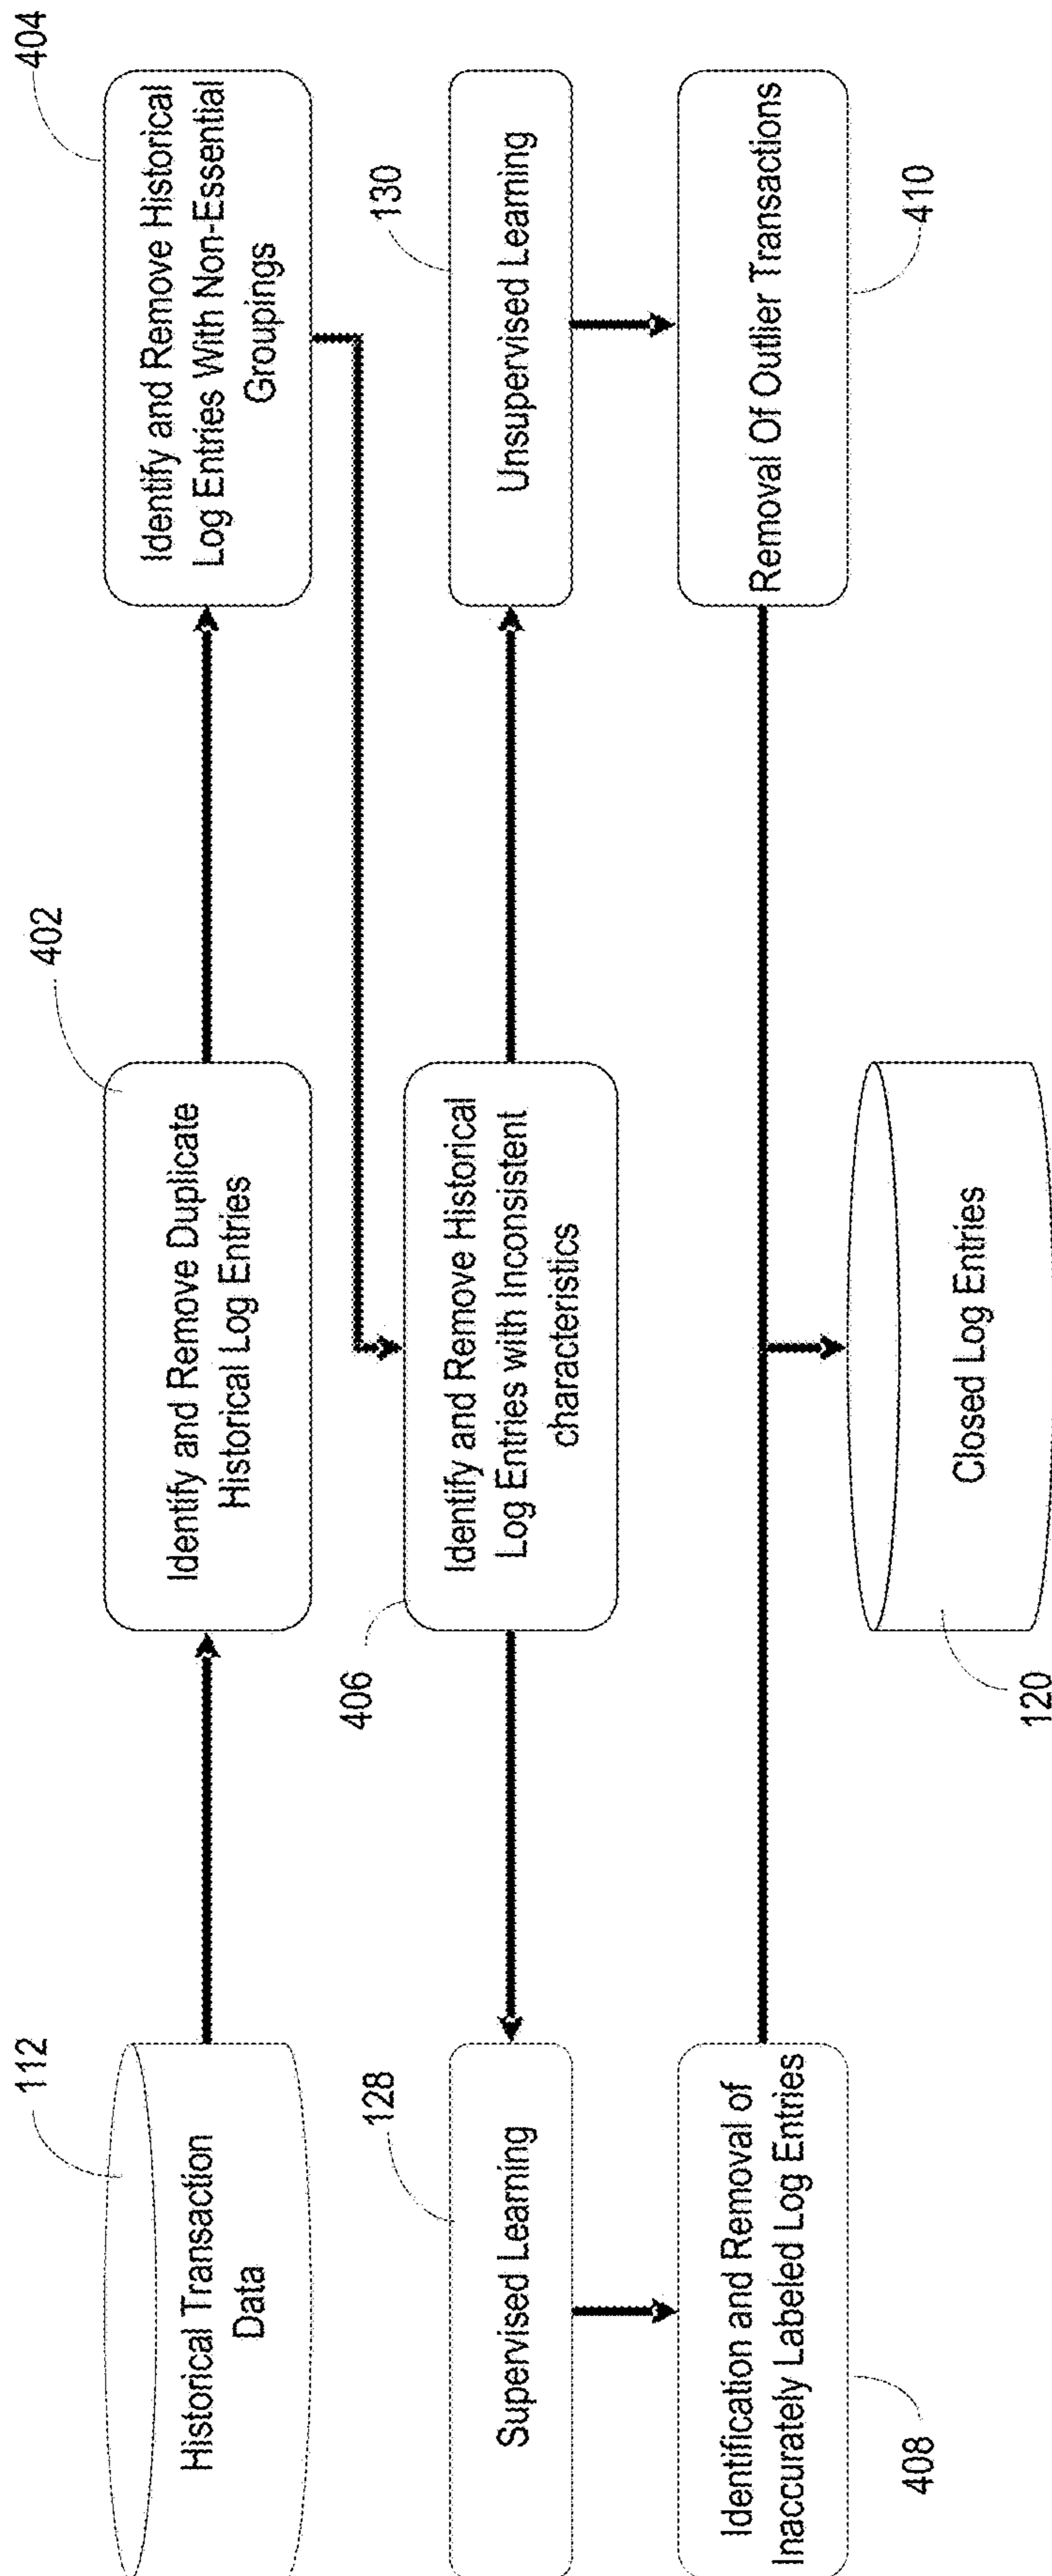 112
Historical Transaction
Data
402
Identify and Remove Duplicate
Historical Log Entries
404
Identify and Remove Historical
Log Entries With Non-Essential
Groupings
128
Supervised Learning
406
Identify and Remove Historical
Log Entries with Inconsistent
characteristics
130
Unsupervised Learning
Identification and Removal of
Inaccurately Labeled Log Entries
408
Removal Of Outlier Transactions
410
Closed Log Entries
120